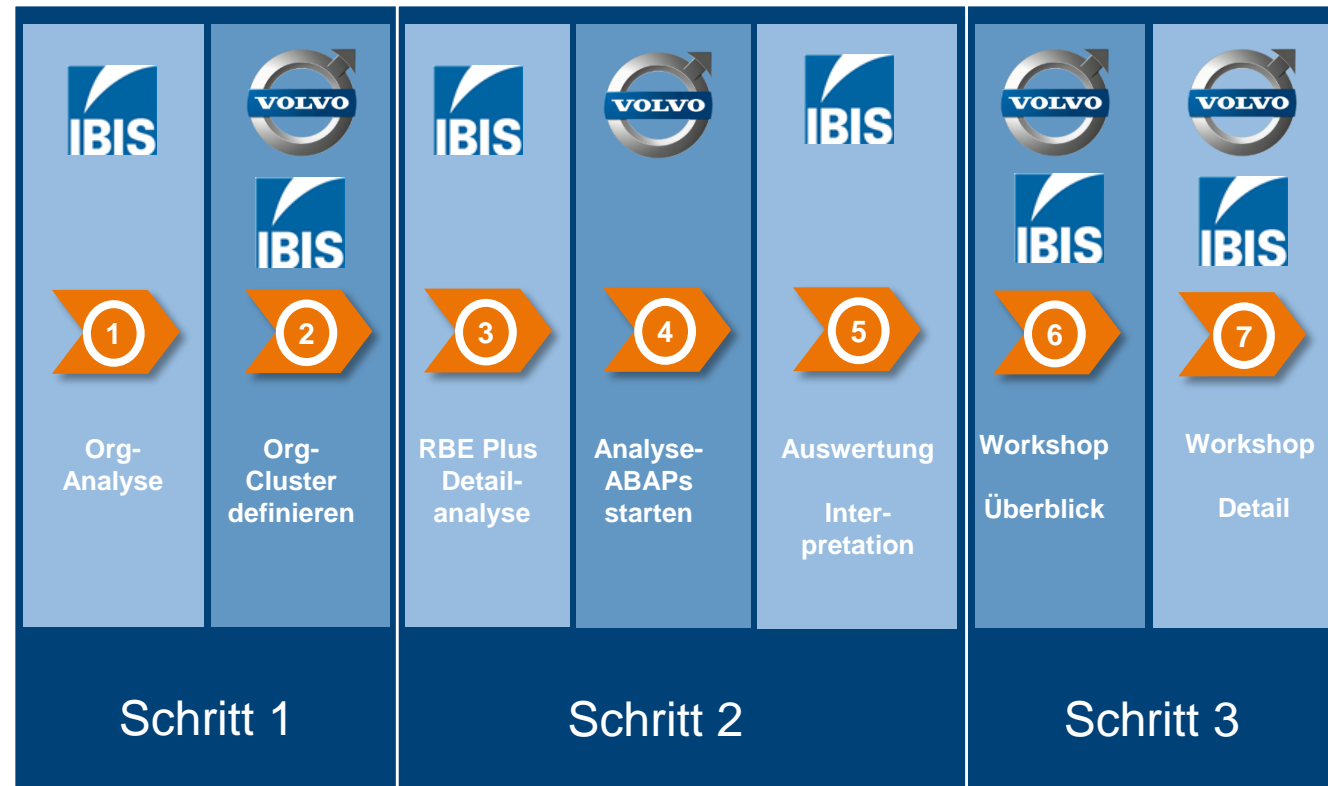 IBIS
VOLVO
IBIS
IBIS
VOLVO
IBIS
VOLVO
IBIS
VOLVO
IBIS
1
2
3
4
5
6
7
Org-
Analyse
Org-
Cluster
definieren
RBE Plus
Detail-
analyse
Analyse-
ABAPs
starten
Auswertung
Inter-
pretation
Workshop
Überblick
Workshop
Detail
Schritt 1
Schritt 2
Schritt 3